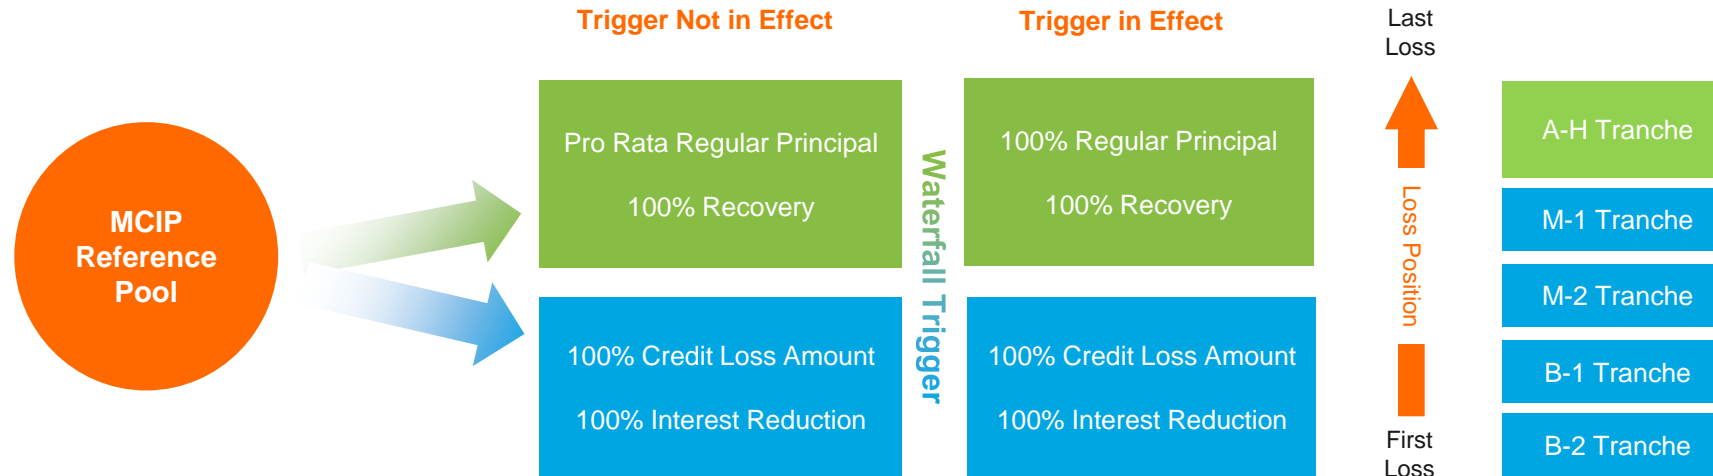 Trigger Not in Effect
Trigger in Effect
Last
Loss
MCIP
Reference
Pool
Pro Rata Regular Principal
100% Recovery
100% Credit Loss Amount
100% Interest Reduction
Waterfall Trigger
100% Regular Principal
100% Recovery
100% Credit Loss Amount
100% Interest Reduction
Loss Position
First
Loss
A-H Tranche
M-1 Tranche
M-2 Tranche
B-1 Tranche
B-2 Tranche